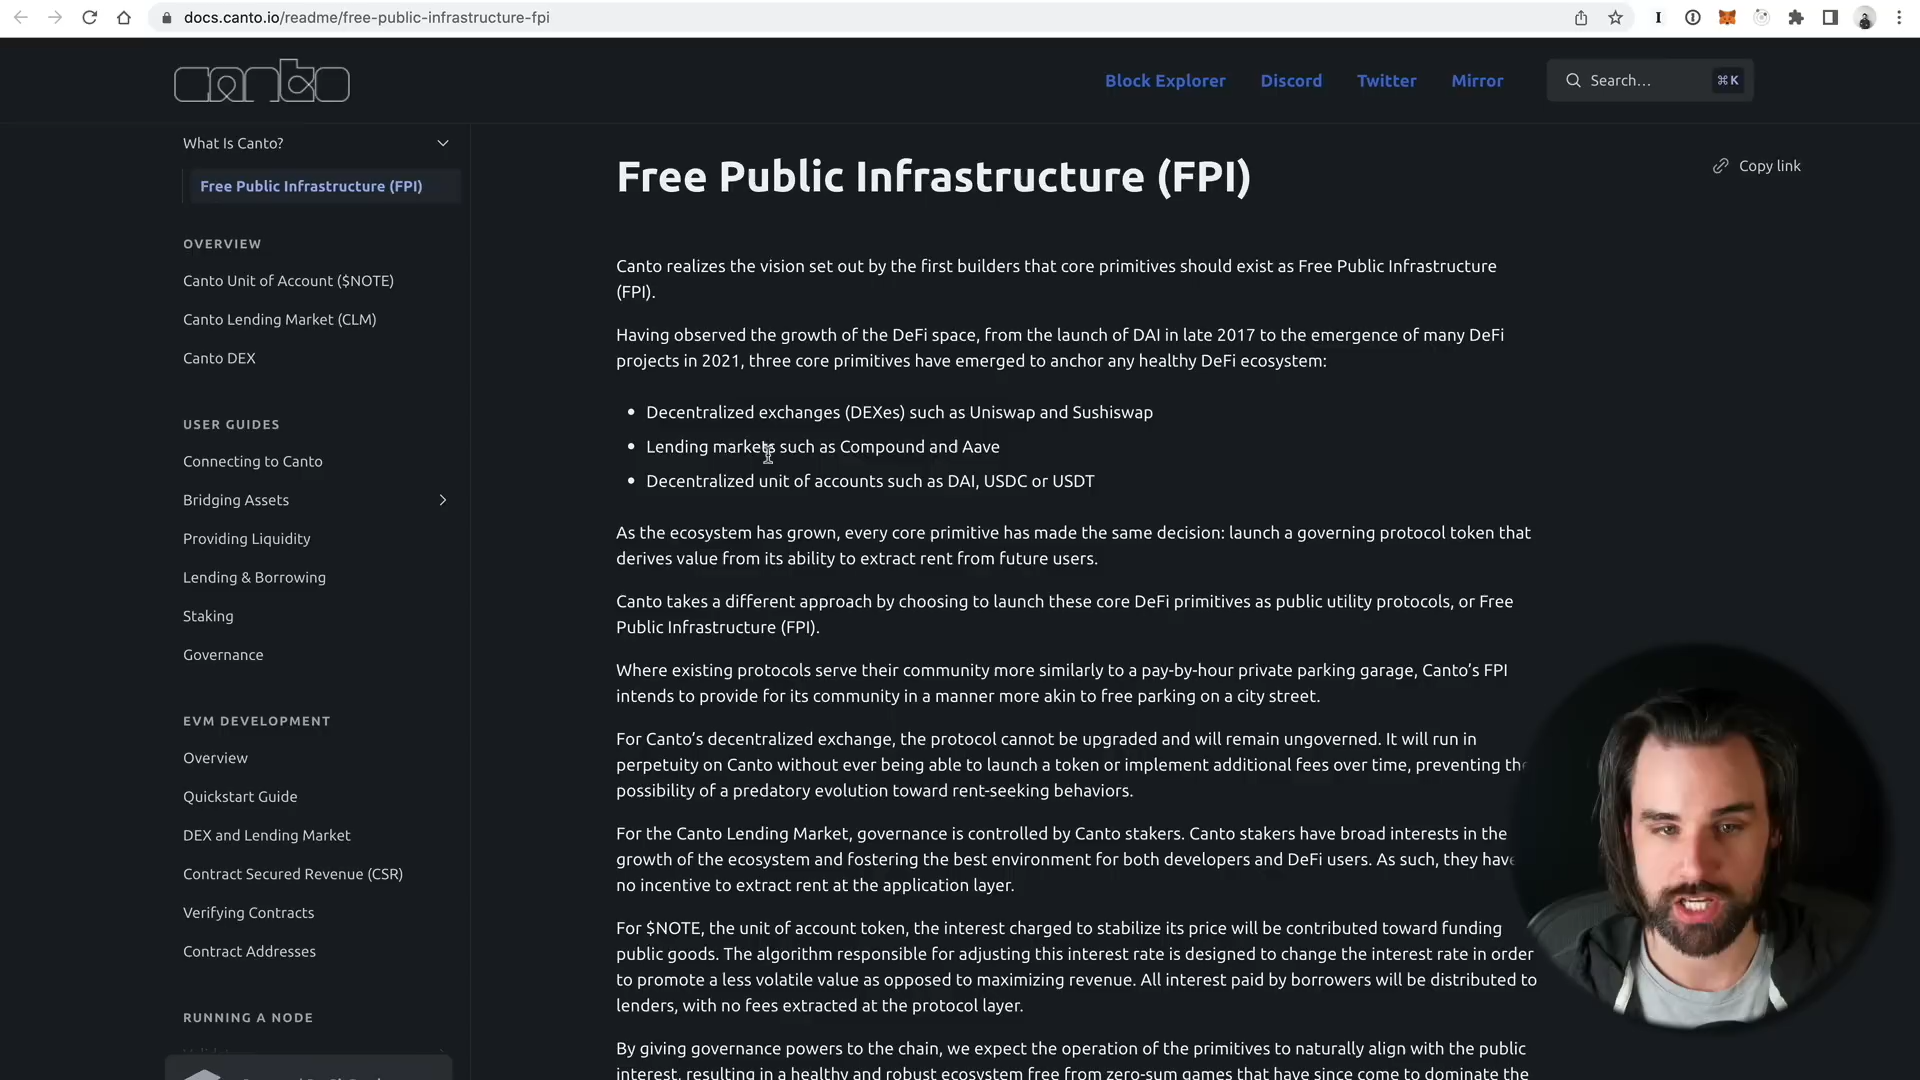 docs.canto.io/readme/free-public-infrastructure-fpi
canto
Block Explorer
Discord
Twitter
Mirror
Search…
⌘K
What Is Canto?
Free Public Infrastructure (FPI)
OVERVIEW
Canto Unit of Account ($NOTE)
Canto Lending Market (CLM)
Canto DEX
USER GUIDES
Connecting to Canto
Bridging Assets
Providing Liquidity
Lending & Borrowing
Staking
Governance
EVM DEVELOPMENT
Overview
Quickstart Guide
DEX and Lending Market
Contract Secured Revenue (CSR)
Verifying Contracts
Contract Addresses
RUNNING A NODE
Free Public Infrastructure (FPI)
Copy link
Canto realizes the vision set out by the first builders that core primitives should exist as Free Public Infrastructure
(FPI).
Having observed the growth of the DeFi space, from the launch of DAI in late 2017 to the emergence of many DeFi
projects in 2021, three core primitives have emerged to anchor any healthy DeFi ecosystem:
• Decentralized exchanges (DEXes) such as Uniswap and Sushiswap
• Lending markets such as Compound and Aave
• Decentralized unit of accounts such as DAI, USDC or USDT
As the ecosystem has grown, every core primitive has made the same decision: launch a governing protocol token that
derives value from its ability to extract rent from future users.
Canto takes a different approach by choosing to launch these core DeFi primitives as public utility protocols, or Free
Public Infrastructure (FPI).
Where existing protocols serve their community more similarly to a pay-by-hour private parking garage, Canto’s FPI
intends to provide for its community in a manner more akin to free parking on a city street.
For Canto’s decentralized exchange, the protocol cannot be upgraded and will remain ungoverned. It will run in
perpetuity on Canto without ever being able to launch a token or implement additional fees over time, preventing the
possibility of a predatory evolution toward rent-seeking behaviors.
For the Canto Lending Market, governance is controlled by Canto stakers. Canto stakers have broad interests in the
growth of the ecosystem and fostering the best environment for both developers and DeFi users. As such, they have
no incentive to extract rent at the application layer.
For $NOTE, the unit of account token, the interest charged to stabilize its price will be contributed toward funding
public goods. The algorithm responsible for adjusting this interest rate is designed to change the interest rate in order
to promote a less volatile value as opposed to maximizing revenue. All interest paid by borrowers will be distributed to
lenders, with no fees extracted at the protocol layer.
By giving governance powers to the chain, we expect the operation of the primitives to naturally align with the public
interest, resulting in a healthy and robust ecosystem free from zero-sum games that have since come to dominate the